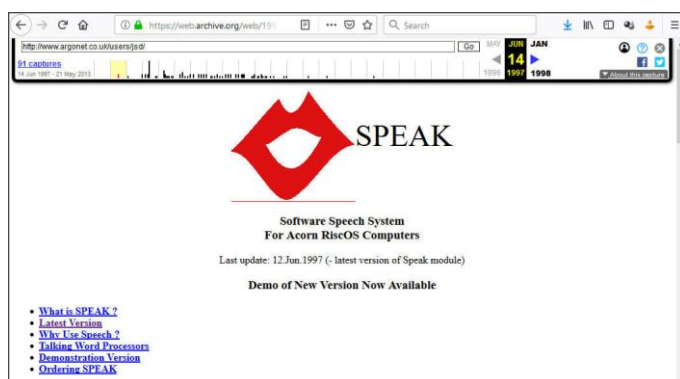 https://web.archive.org/web/199
Search
http://www.argonet.co.uk/users/jsd/
Go
MAY JUN JAN
91 captures
14
14 Jun 1997 - 21 May 2013
1996 1997 1998
About this capture
SPEAK
Software Speech System
For Acorn RiscOS Computers
Last update: 12.Jun.1997 (- latest version of Speak module)
Demo of New Version Now Available
What is SPEAK ?
Latest Version
Why Use Speech ?
Talking Word Processors
Demonstration Version
Ordering SPEAK